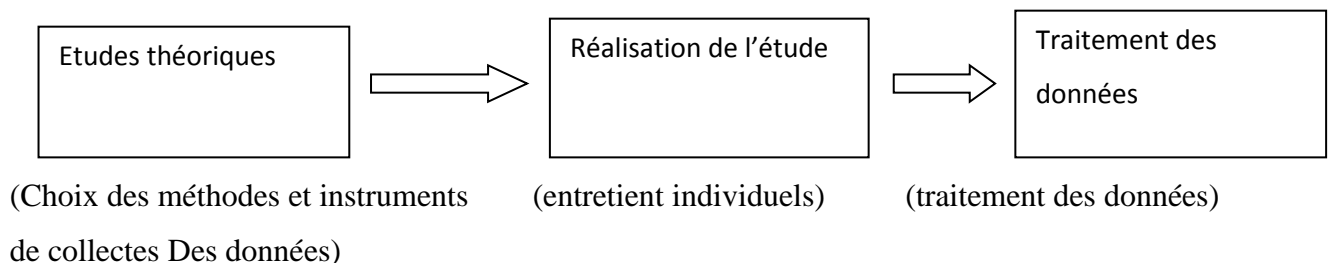 Etudes théoriques
Réalisation de l’étude
Traitement des
données
(Choix des méthodes et instruments
de collectes Des données)
(entretient individuels)
(traitement des données)